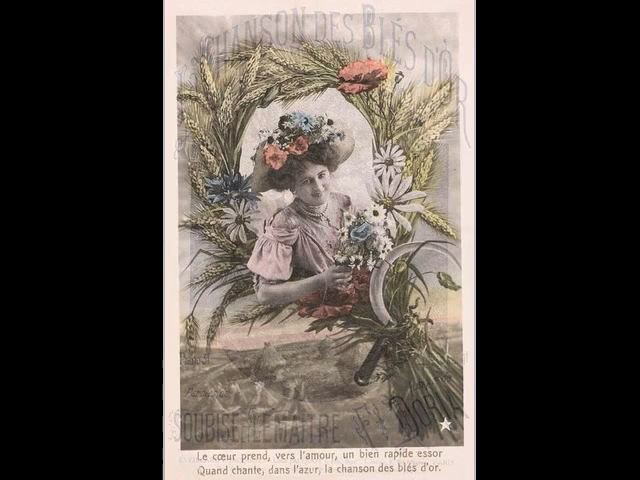 LA CHANSON DES BLÉS D'OR
SOUBISE, LEMAITRE
F. DORIA
Le cœur prend, vers l'amour, un bien rapide essor
Quand chante, dans l'azur, la chanson des blés d'or.